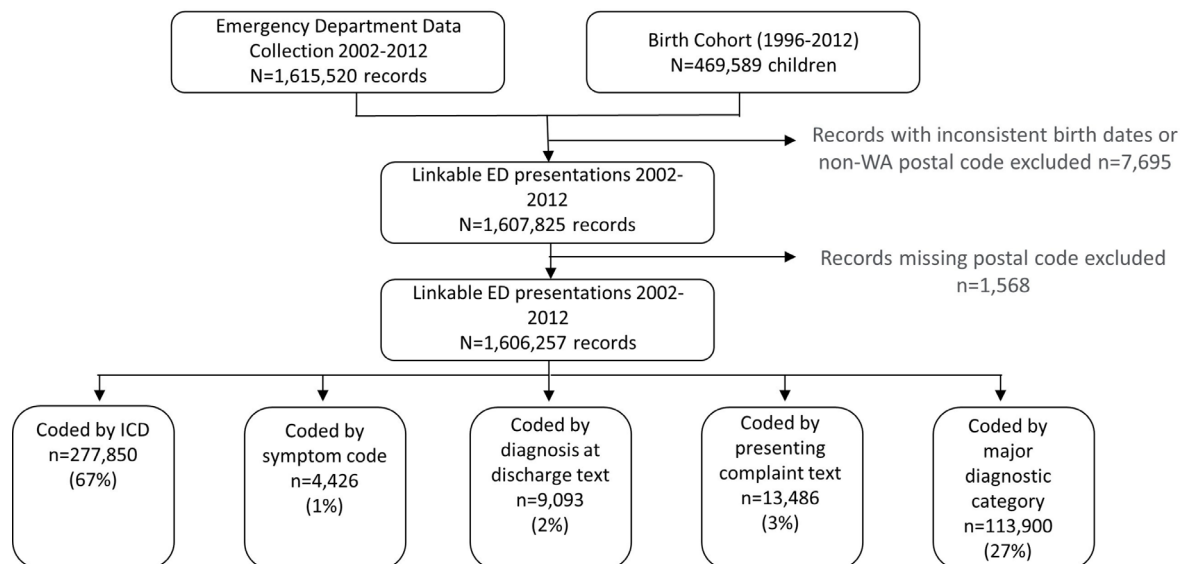 Emergency Department Data
Collection 2002-2012
N=1,615,520 records
Birth Cohort (1996-2012)
N=469,589 children
Records with inconsistent birth dates or
non-WA postal code excluded n=7,695
Linkable ED presentations 2002-
2012
N=1,607,825 records
Records missing postal code excluded
n=1,568
Linkable ED presentations 2002-
2012
N=1,606,257 records
Coded by ICD
n=277,850
(67%)
Coded by
symptom code
n=4,426
(1%)
Coded by
diagnosis at
discharge text
n=9,093
(2%)
Coded by
presenting
complaint text
n=13,486
(3%)
Coded by
major
diagnostic
category
n=113,900
(27%)